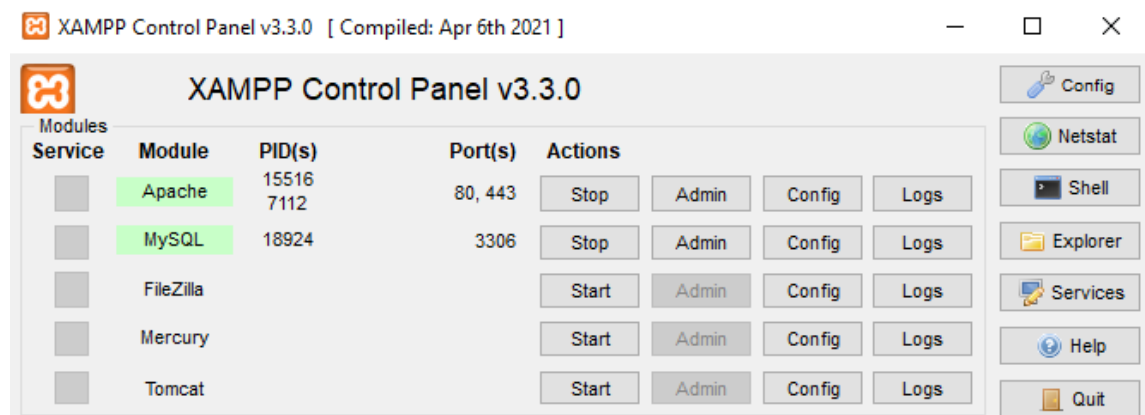 XAMPP Control Panel v3.3.0 [ Compiled: Apr 6th 2021 ]
XAMPP Control Panel v3.3.0
Config
Modules
Netstat
Service Module PID(s) Port(s) Actions
Apache 15516 7112 80, 443 Stop Admin Config Logs
Shell
MySQL 18924 3306 Stop Admin Config Logs
Explorer
FileZilla Start Admin Config Logs
Services
Mercury Start Admin Config Logs
Help
Tomcat Start Admin Config Logs
Quit